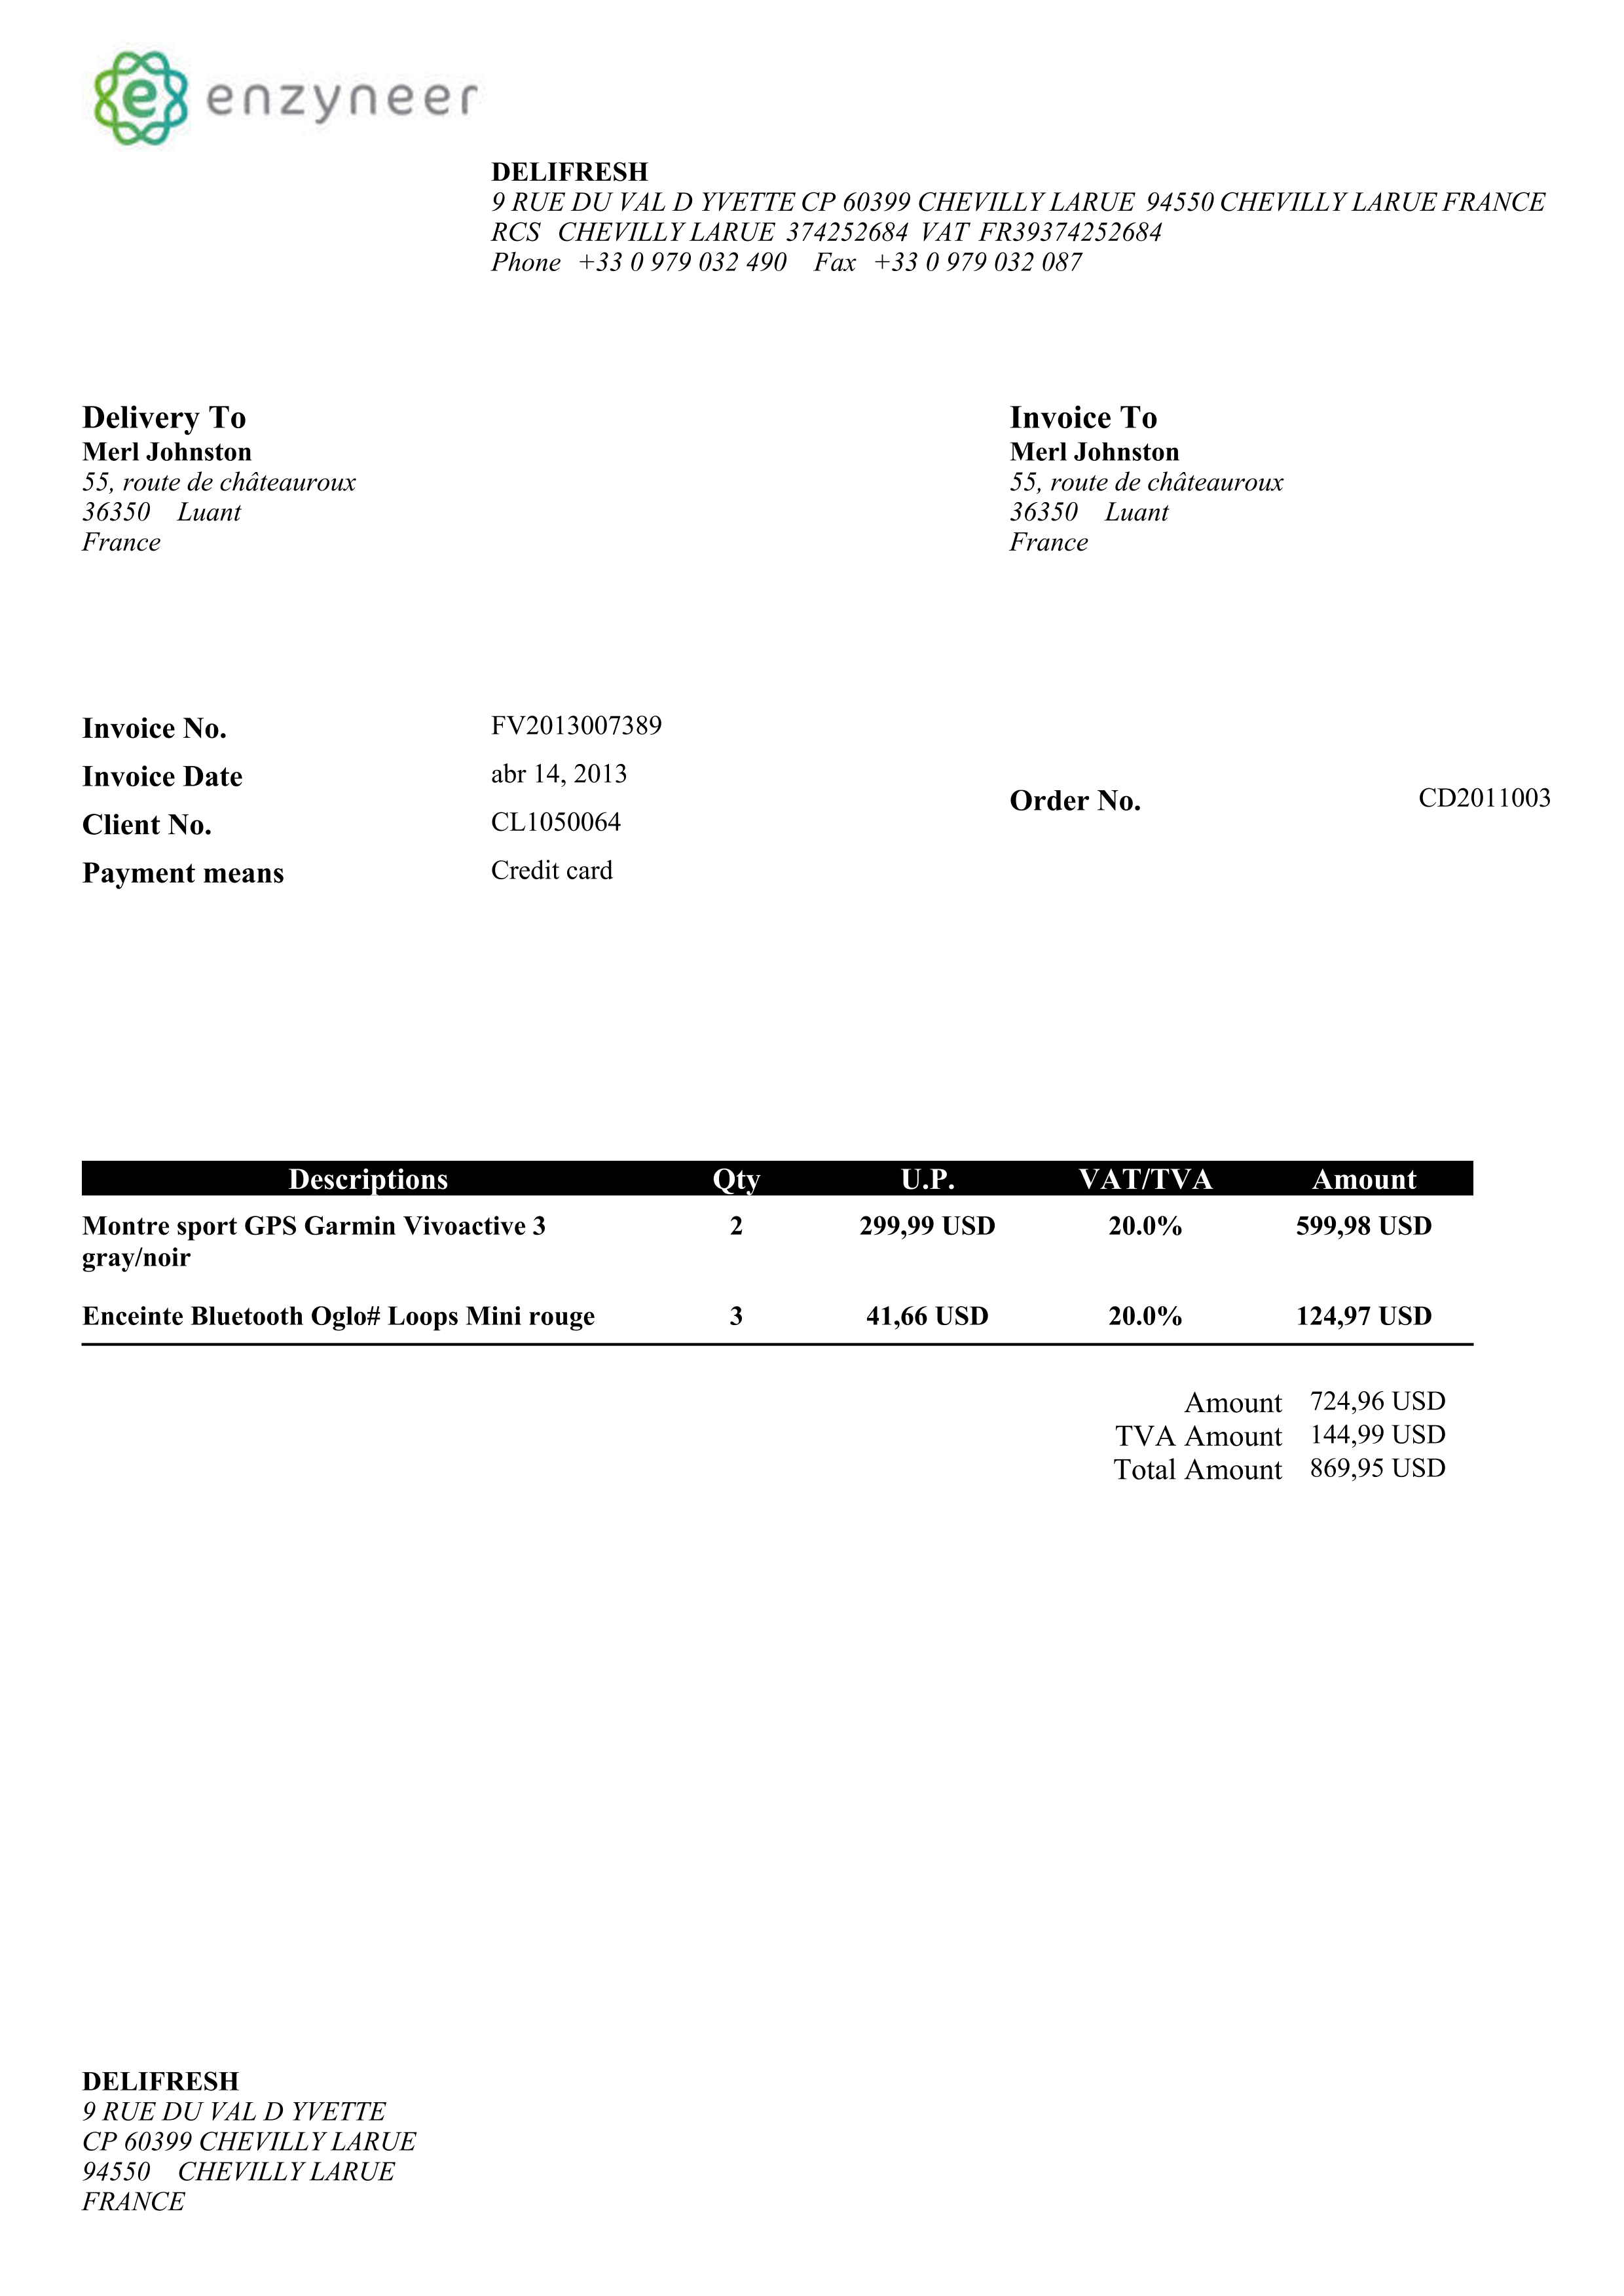 e enzyneer
DELIFRESH
9 RUE DU VAL D YVETTE CP 60399 CHEVILLY LARUE 94550 CHEVILLY LARUE FRANCE
RCS CHEVILLY LARUE 374252684 VAT FR39374252684
Phone +33 0 979 032 490 Fax +33 0 979 032 087
Delivery To
Merl Johnston
55, route de châteauroux
36350 Luant
France
Invoice To
Merl Johnston
55, route de châteauroux
36350 Luant
France
Invoice No. FV2013007389
Invoice Date abr 14, 2013
Client No. CL1050064
Payment means Credit card
Order No. CD2011003
Descriptions Qty U.P. VAT/TVA Amount
Montre sport GPS Garmin Vivoactive 3 2 299,99 USD 20.0% 599,98 USD
gray/noir
Enceinte Bluetooth Oglo# Loops Mini rouge 3 41,66 USD 20.0% 124,97 USD
Amount 724,96 USD
TVA Amount 144,99 USD
Total Amount 869,95 USD
DELIFRESH
9 RUE DU VAL D YVETTE
CP 60399 CHEVILLY LARUE
94550 CHEVILLY LARUE
FRANCE